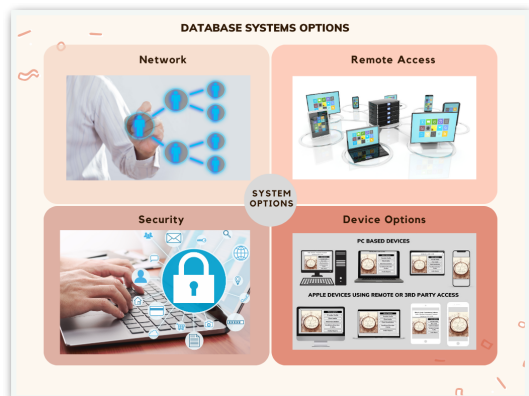 DATABASE SYSTEMS OPTIONS
Network
Remote Access
SYSTEM
OPTIONS
Security
Device Options
PC BASED DEVICES
APPLE DEVICES USING REMOTE OR 3RD PARTY ACCESS